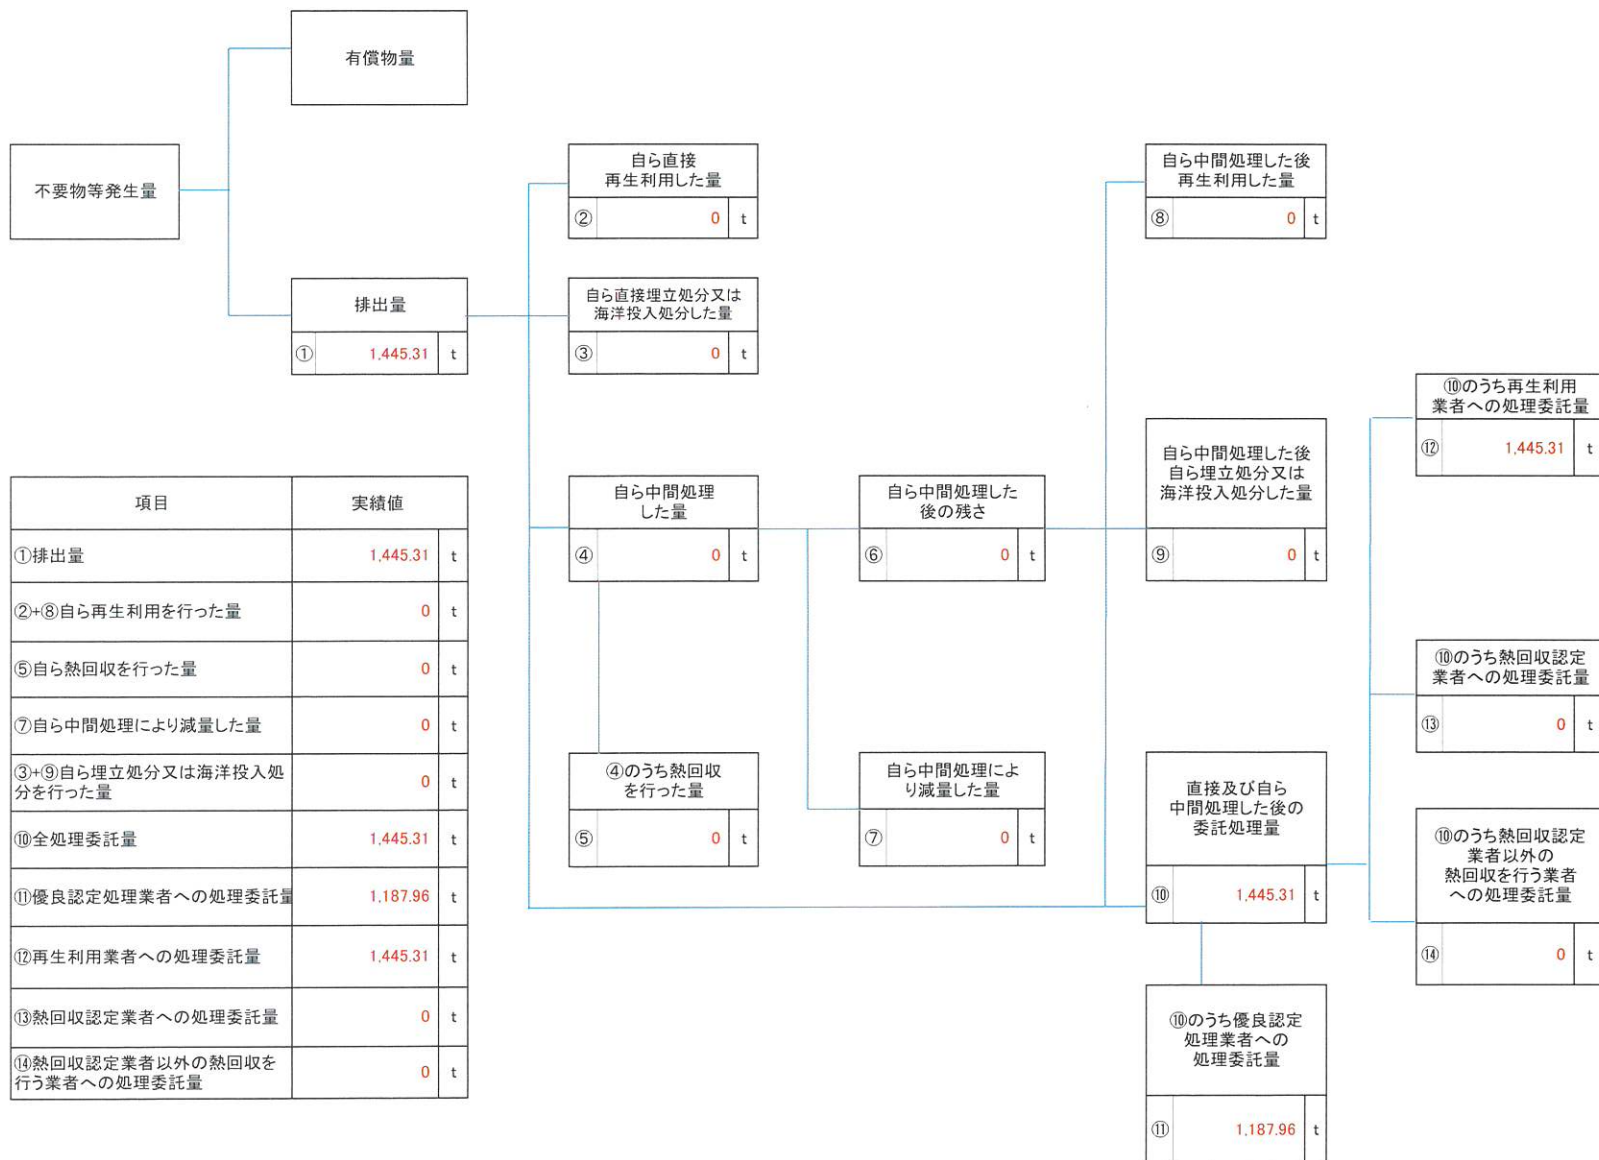 有償物量
不要物等発生量
排出量
① 1,445.31 t
自ら直接
再生利用した量
② 0 t
自ら直接埋立処分又は
海洋投入処分した量
③ 0 t
自ら中間処理
した量
④ 0 t
④のうち熱回収
を行った量
⑤ 0 t
自ら中間処理した
後の残さ
⑥ 0 t
自ら中間処理によ
り減量した量
⑦ 0 t
自ら中間処理した後
再生利用した量
⑧ 0 t
自ら中間処理した後
自ら埋立処分又は
海洋投入処分した量
⑨ 0 t
直接及び自ら
中間処理した後の
委託処理量
⑩ 1,445.31 t
⑩のうち優良認定
処理業者への
処理委託量
⑪ 1,187.96 t
⑩のうち再生利用
業者への処理委託量
⑫ 1,445.31 t
⑩のうち熱回収認定
業者への処理委託量
⑬ 0 t
⑩のうち熱回収認定
業者以外の
熱回収を行う業者
への処理委託量
⑭ 0 t
項目 実績値
①排出量 1,445.31 t
②+⑧自ら再生利用を行った量 0 t
⑤自ら熱回収を行った量 0 t
⑦自ら中間処理により減量した量 0 t
③+⑨自ら埋立処分又は海洋投入処
分を行った量 0 t
⑩全処理委託量 1,445.31 t
⑪優良認定処理業者への処理委託量 1,187.96 t
⑫再生利用業者への処理委託量 1,445.31 t
⑬熱回収認定業者への処理委託量 0 t
⑭熱回収認定業者以外の熱回収を
行う業者への処理委託量 0 t